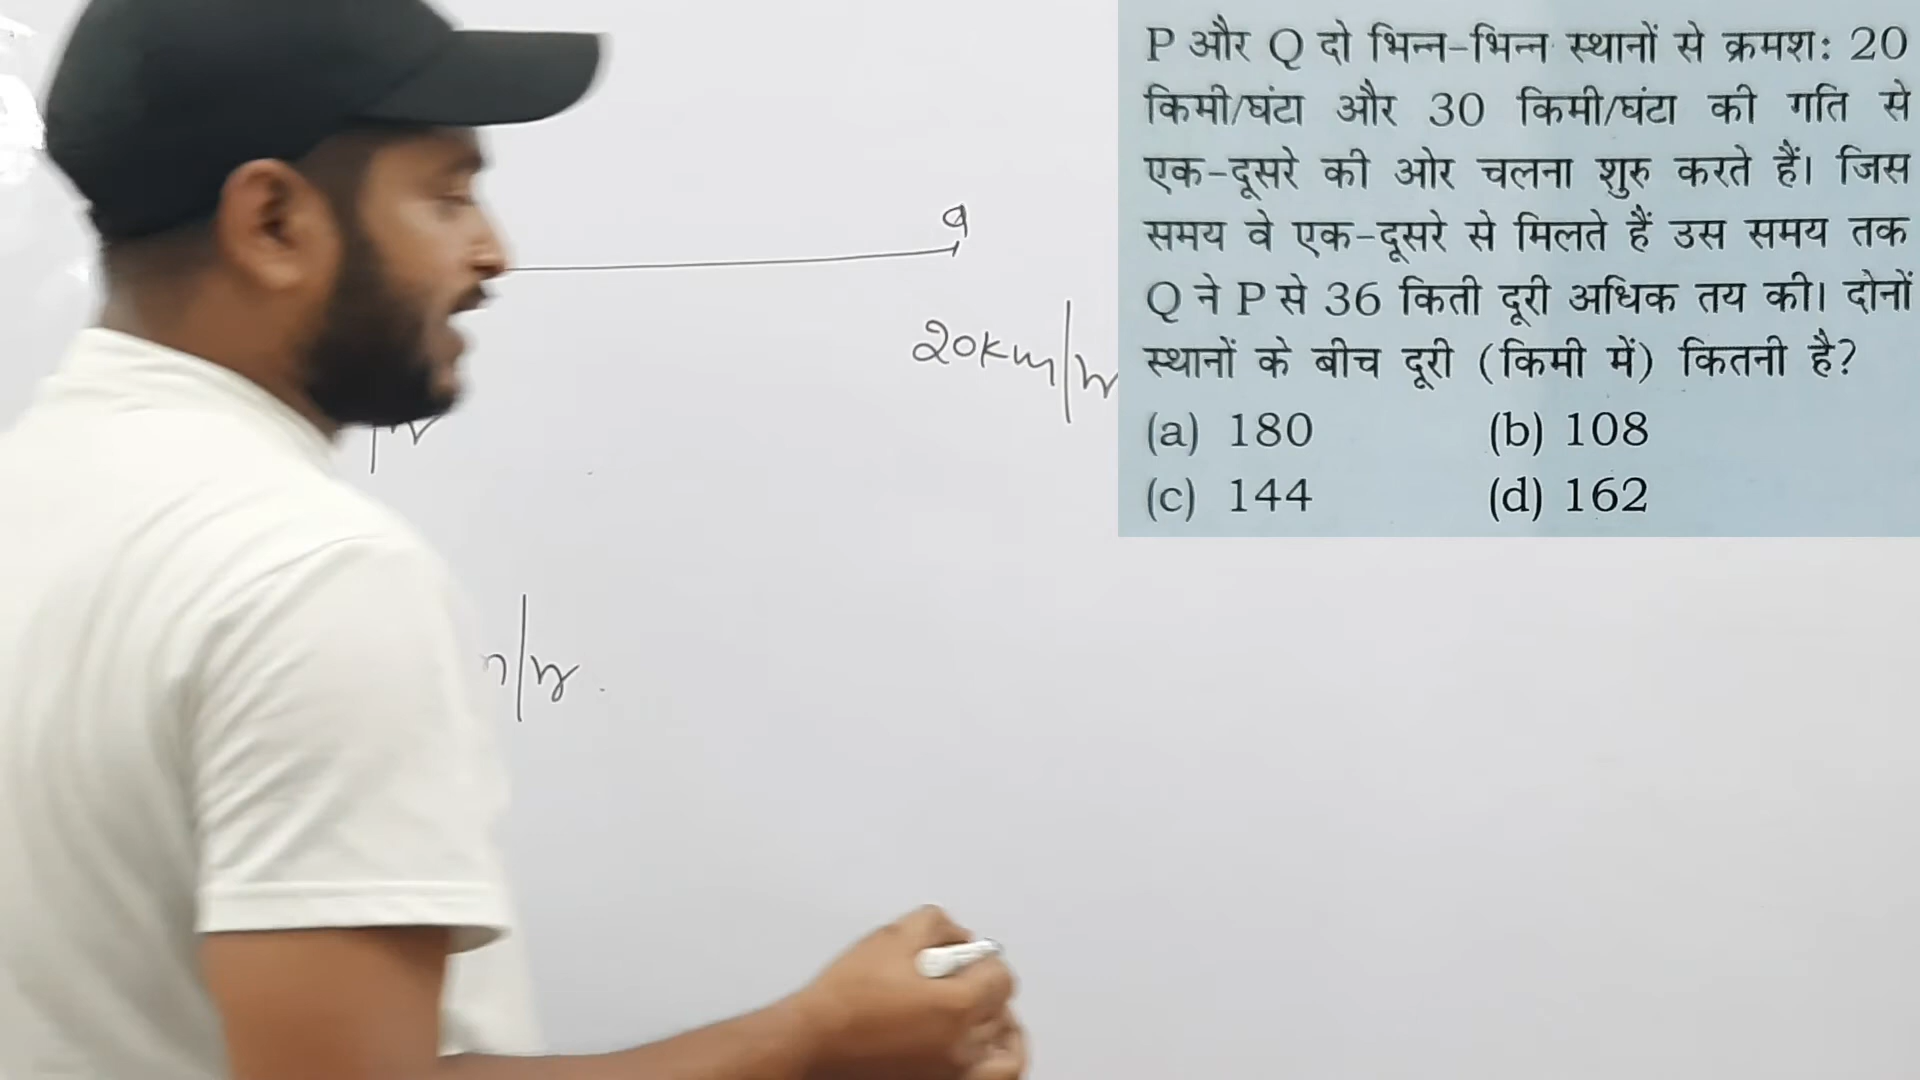 P और Q दो भिन्न-भिन्न स्थानों से क्रमश: 20
किमी/घंटा और 30 किमी/घंटा की गति से
एक-दूसरे की ओर चलना शुरु करते हैं। जिस
समय वे एक-दूसरे से मिलते हैं उस समय तक
Q ने P से 36 किती दूरी अधिक तय की। दोनों
स्थानों के बीच दूरी (किमी में) कितनी है?
(a) 180 (b) 108
(c) 144 (d) 162
20km/